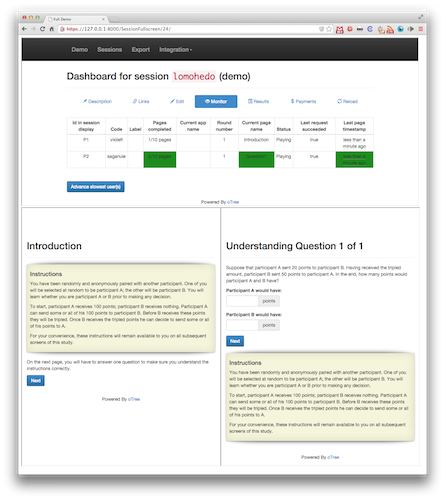 Full Demo
https://127.0.0.1:8000/SessionFullscreen/24/
Demo Sessions Export Integration
Dashboard for session lomohedo (demo)
Description Links Edit Monitor Results Payments Reload
Id in session display Code Label Pages completed Current app name Round number Current page name Status Last request succeeded Last page timestamp
P1 1/10 pages 1 introduction Playing true less than a minute ago
P2 saganule 1/10 pages 1 Playing true less than a minute ago
Advance slowest user(s)
Powered By oTree
Introduction
Instructions
You have been randomly and anonymously paired with another participant. One of you
will be selected at random to be participant A; the other will be participant B. You will
learn whether you are participant A or B prior to making any decision.
To start, participant A receives 100 points; participant B receives nothing. Participant A
can send some or all of his 100 points to participant B. Before B receives these points
they will be tripled. Once B receives the tripled points he can decide to send some or all
of his points to A.
For your convenience, these instructions will remain available to you on all subsequent
screens of this study.
On the next page, you will have to answer one question to make sure you understand the
instructions correctly.
Next
Powered By oTree
Understanding Question 1 of 1
Suppose that participant A sent 20 points to participant B. Having received the tripled
amount, participant B sent 50 points to participant A. In the end, how many points would
participant A and B have?
Participant A would have:
points
Participant B would have:
points
Next
Instructions
You have been randomly and anonymously paired with another participant. One of you
will be selected at random to be participant A; the other will be participant B. You will
learn whether you are participant A or B prior to making any decision.
To start, participant A receives 100 points; participant B receives nothing. Participant A
can send some or all of his 100 points to participant B. Before B receives these points
they will be tripled. Once B receives the tripled points he can decide to send some or all
of his points to A.
For your convenience, these instructions will remain available to you on all subsequent
screens of this study.
Powered By oTree